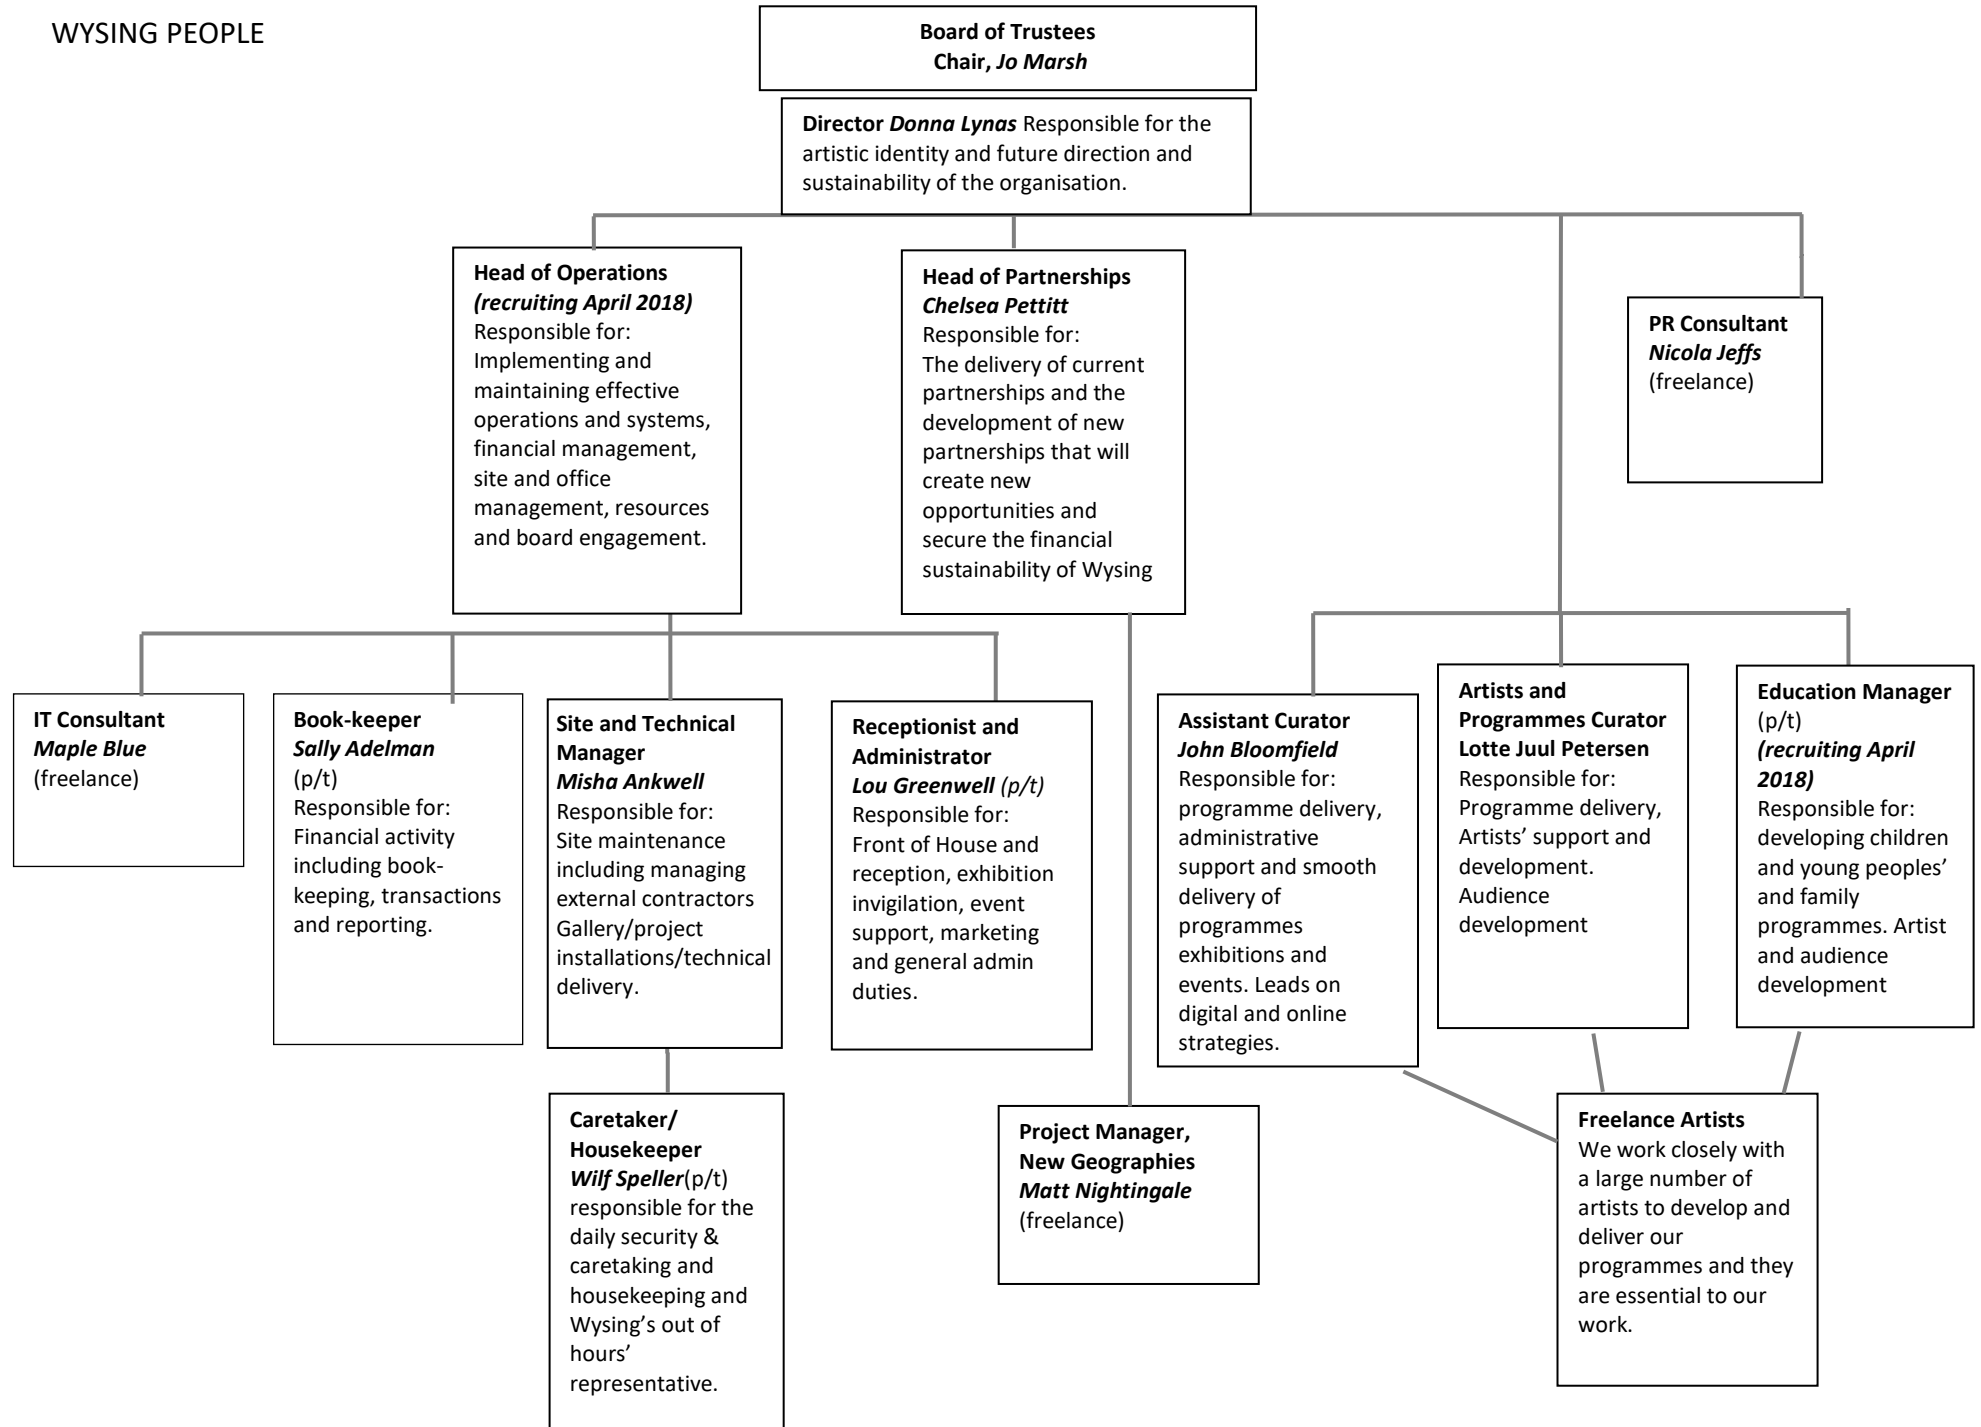 WYSING PEOPLE
Board of Trustees
Chair, Jo Marsh
Director Donna Lynas Responsible for the
artistic identity and future direction and
sustainability of the organisation.
Head of Operations
(recruiting April 2018)
Responsible for:
Implementing and
maintaining effective
operations and systems,
financial management,
site and office
management, resources
and board engagement.
Head of Partnerships
Chelsea Pettitt
Responsible for:
The delivery of current
partnerships and the
development of new
partnerships that will
create new
opportunities and
secure the financial
sustainability of Wysing
PR Consultant
Nicola Jeffs
(freelance)
IT Consultant
Maple Blue
(freelance)
Book-keeper
Sally Adelman
(p/t)
Responsible for:
Financial activity
including book-
keeping, transactions
and reporting.
Site and Technical
Manager
Misha Ankwell
Responsible for:
Site maintenance
including managing
external contractors
Gallery/project
installations/technical
delivery.
Receptionist and
Administrator
Lou Greenwell (p/t)
Responsible for:
Front of House and
reception, exhibition
invigilation, event
support, marketing
and general admin
duties.
Assistant Curator
John Bloomfield
Responsible for:
programme delivery,
administrative
support and smooth
delivery of
programmes
exhibitions and
events. Leads on
digital and online
strategies.
Artists and
Programmes Curator
Lotte Juul Petersen
Responsible for:
Programme delivery,
Artists’ support and
development.
Audience
development
Education Manager
(p/t)
(recruiting April
2018)
Responsible for:
developing children
and young peoples’
and family
programmes. Artist
and audience
development
Caretaker/
Housekeeper
Wilf Speller(p/t)
responsible for the
daily security &
caretaking and
housekeeping and
Wysing’s out of
hours’
representative.
Project Manager,
New Geographies
Matt Nightingale
(freelance)
Freelance Artists
We work closely with
a large number of
artists to develop and
deliver our
programmes and they
are essential to our
work.